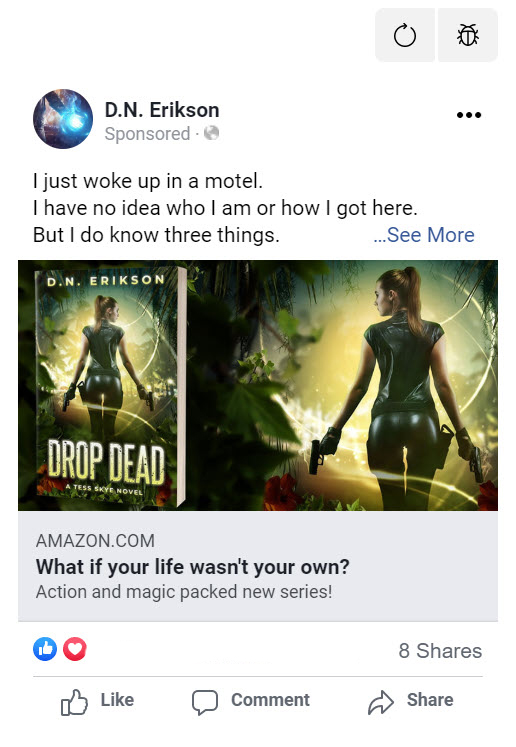 D.N. Erikson
Sponsored ·
I just woke up in a motel.
I have no idea who I am or how I got here.
But I do know three things. ...See More
D.N. ERIKSON
DROP DEAD
A TESS SKYE NOVEL
AMAZON.COM
What if your life wasn't your own?
Action and magic packed new series!
8 Shares
Like Comment Share